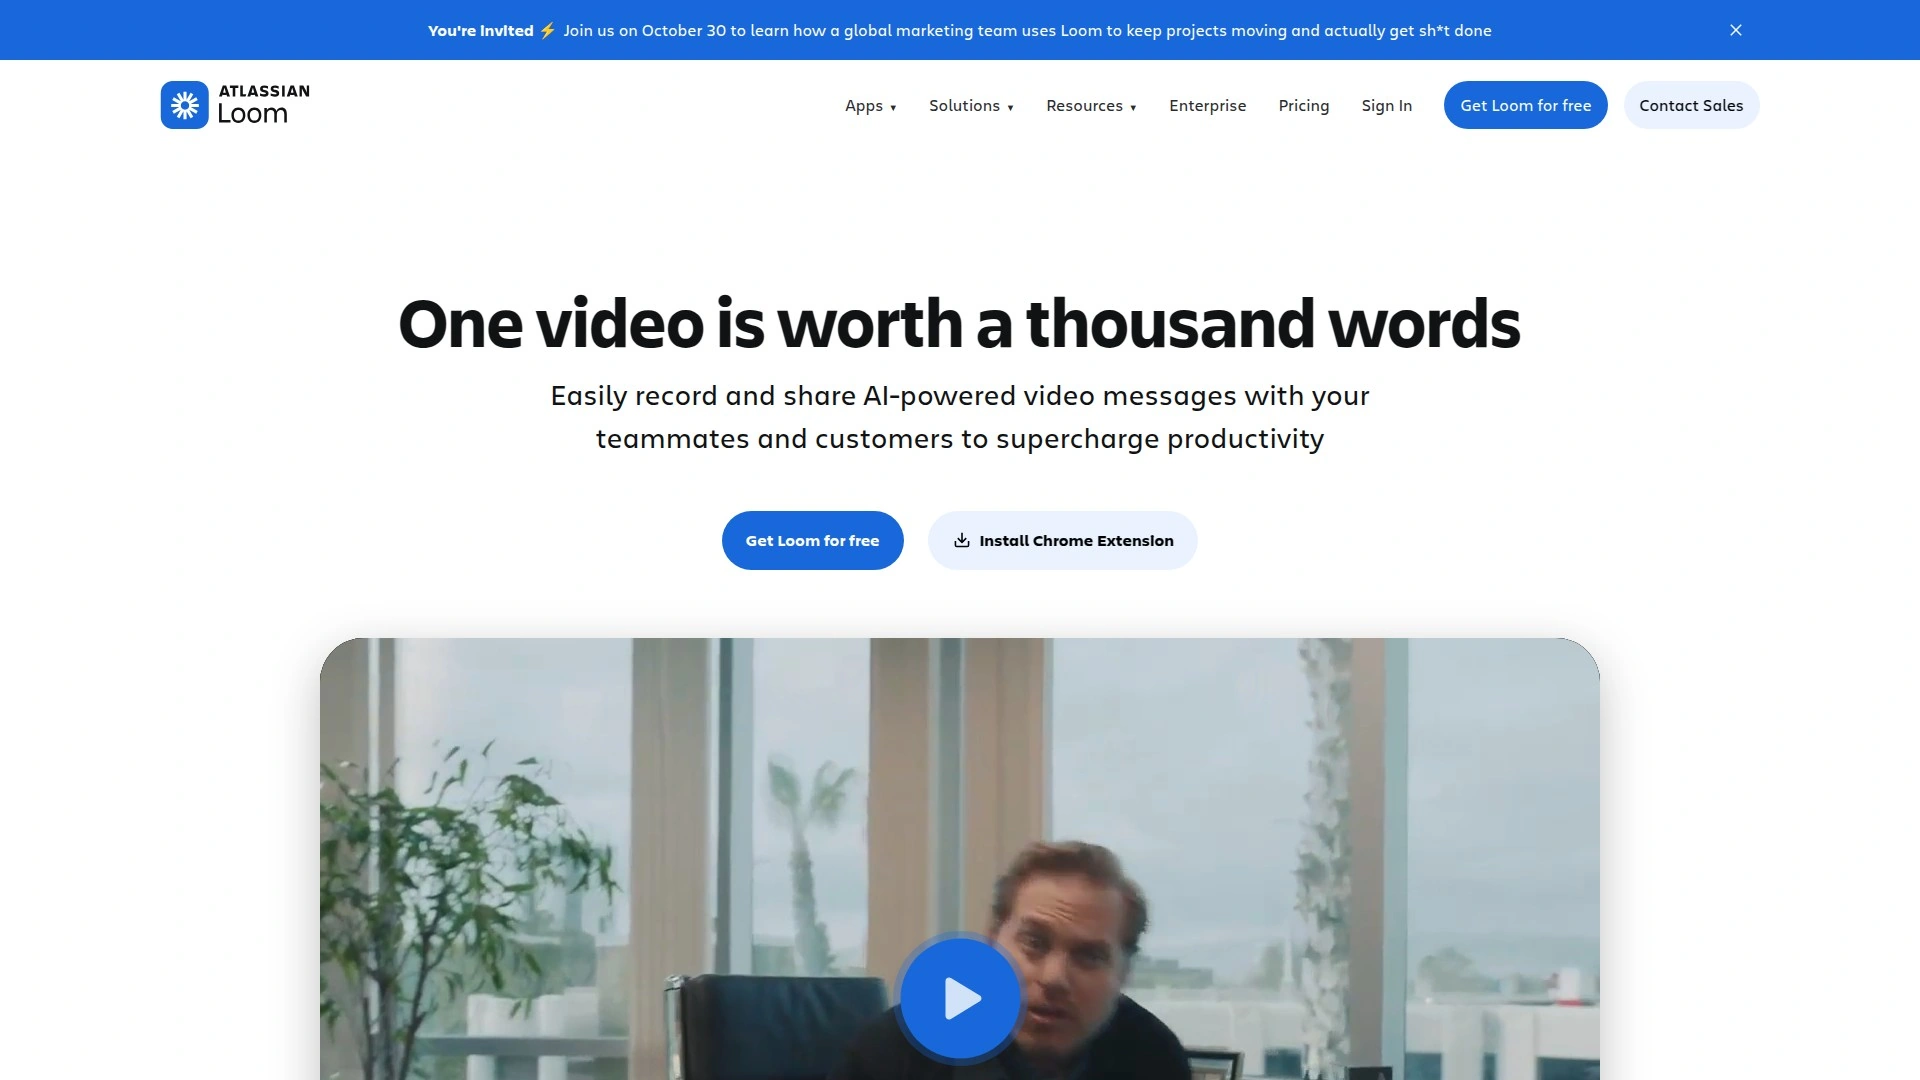 You're invited ⚡ Join us on October 30 to learn how a global marketing team uses Loom to keep projects moving and actually get sh*t done
ATLASSIAN
Loom
Apps ▾ Solutions ▾ Resources ▾ Enterprise Pricing Sign In Get Loom for free Contact Sales
One video is worth a thousand words
Easily record and share AI-powered video messages with your
teammates and customers to supercharge productivity
Get Loom for free Install Chrome Extension